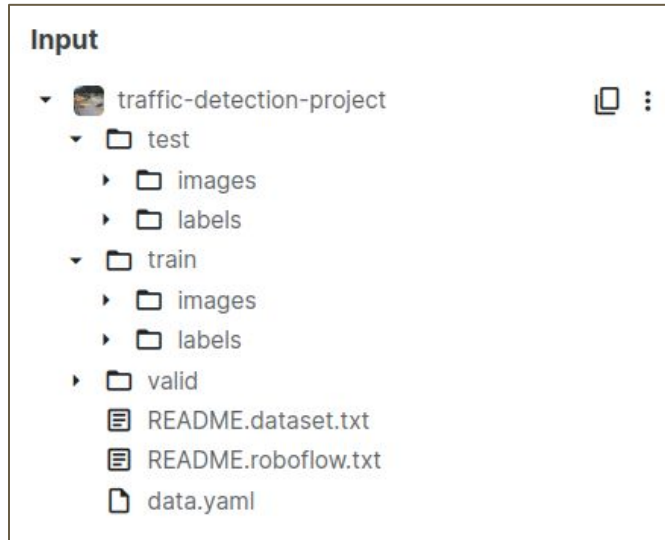 Input
traffic-detection-project
test
images
labels
train
images
labels
valid
README.dataset.txt
README.roboflow.txt
data.yaml